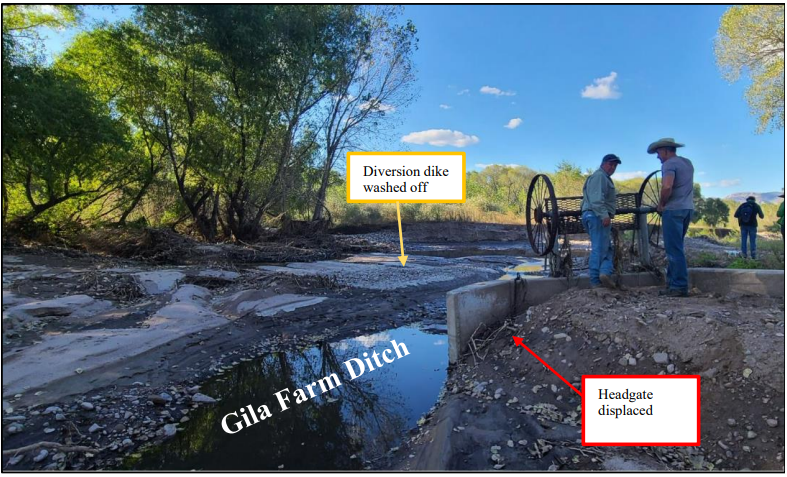 Diversion dike
washed off
Gila Farm Ditch
Headgate
displaced